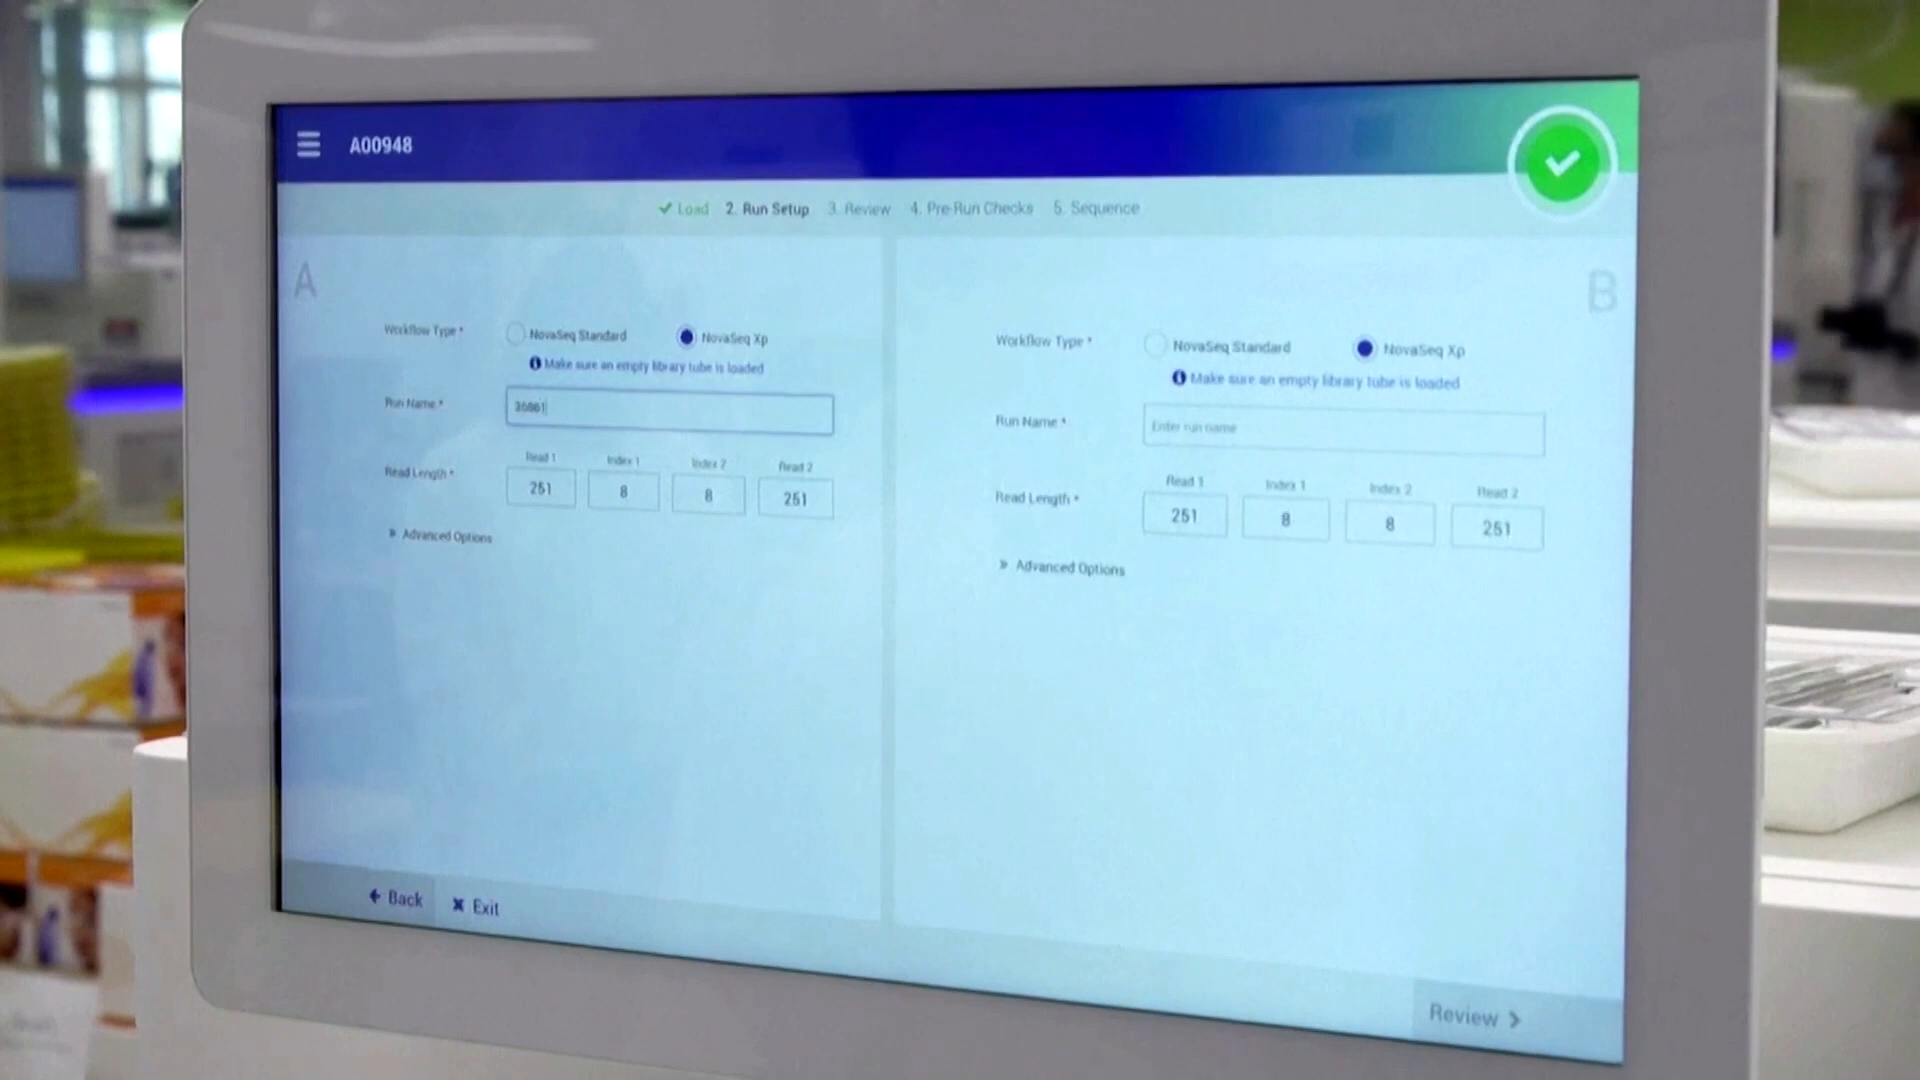 A00948
Load 2. Run Setup 3. Review 4. Pre-Run Checks 5. Sequence
A
Workflow Type * NovaSeq Standard NovaSeq Xp
Make sure an empty library tube is loaded
Run Name * 36861
Read 1 Index 1 Index 2 Read 2
Read Length * 251 8 8 251
» Advanced Options
B
Workflow Type * NovaSeq Standard NovaSeq Xp
Make sure an empty library tube is loaded
Run Name * Enter run name
Read 1 Index 1 Index 2 Read 2
Read Length * 251 8 8 251
» Advanced Options
Back Exit
Review >